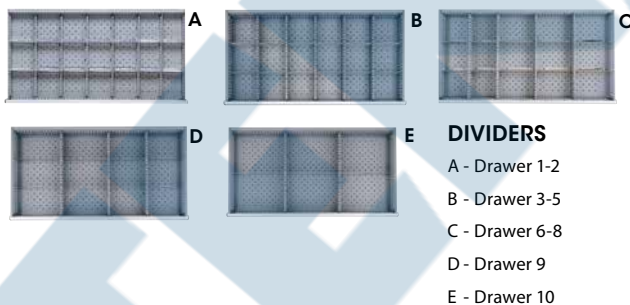 A
B
C
D
E
DIVIDERS
A - Drawer 1-2
B - Drawer 3-5
C - Drawer 6-8
D - Drawer 9
E - Drawer 10